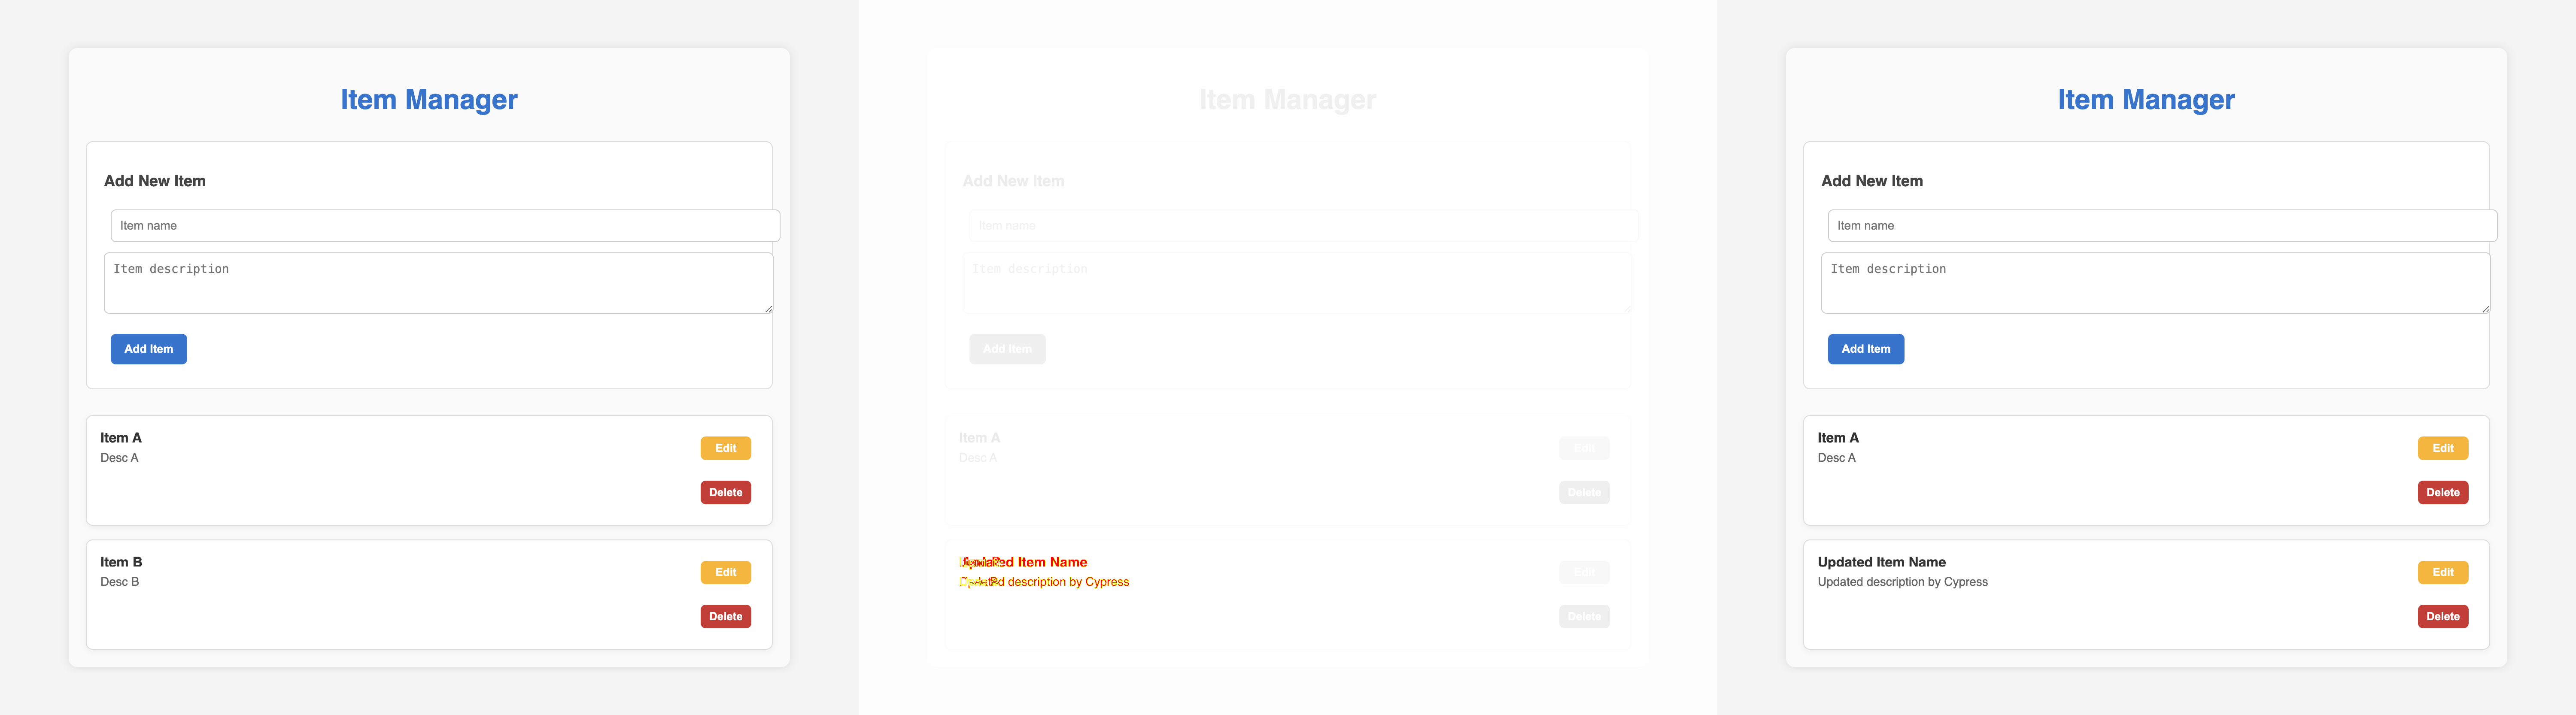 Item Manager
Add New Item
Item name
Item description
Add Item
Item A
Desc A
Edit
Delete
Item B
Desc B
Edit
Delete
Item Manager
Add New Item
Item name
Item description
Add Item
Item A
Desc A
Edit
Delete
Item Name
description by Cypress
Edit
Delete
Item Manager
Add New Item
Item name
Item description
Add Item
Item A
Desc A
Edit
Delete
Updated Item Name
Updated description by Cypress
Edit
Delete